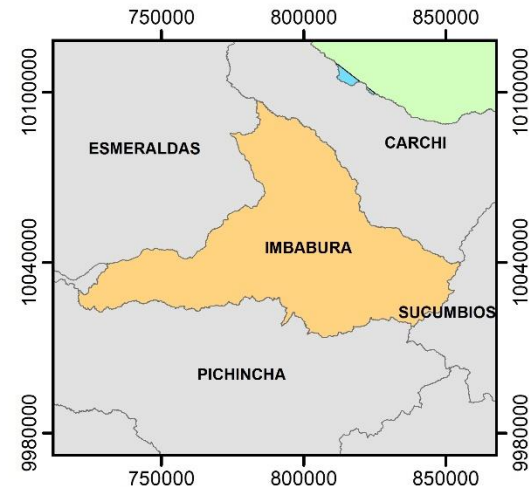 750000 800000 850000
10100000 10100000
ESMERALDAS
CARCHI
IMBABURA
10040000 10040000
SUCUMBIOS
PICHINCHA
9980000 9980000
750000 800000 850000